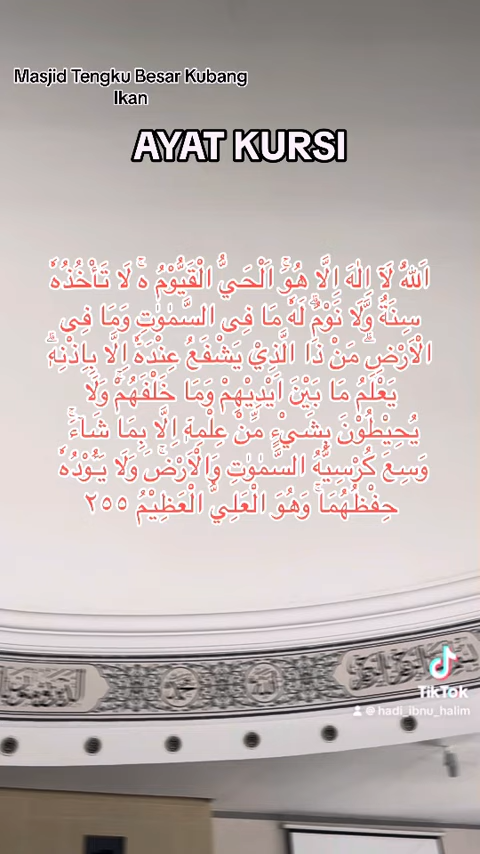 Masjid Tengku Besar Kubang
Ikan
AYAT KURSI
اَللّٰهُ لَآ اِلٰهَ اِلَّا هُوَۚ اَلْحَيُّ الْقَيُّوْمُ ەۚ لَا تَأْخُذُهٗ
سِنَةٌ وَّلَا نَوْمٌۗ لَهٗ مَا فِى السَّمٰوٰتِ وَمَا فِى
الْاَرْضِۗ مَنْ ذَا الَّذِيْ يَشْفَعُ عِنْدَهٗٓ اِلَّا بِاِذْنِهٖۗ
يَعْلَمُ مَا بَيْنَ اَيْدِيْهِمْ وَمَا خَلْفَهُمْۚ وَلَا
يُحِيْطُوْنَ بِشَيْءٍ مِّنْ عِلْمِهٖٓ اِلَّا بِمَا شَاۤءَۚ
وَسِعَ كُرْسِيُّهُ السَّمٰوٰتِ وَالْاَرْضَۚ وَلَا يَـُٔوْدُهٗ
حِفْظُهُمَاۚ وَهُوَ الْعَلِيُّ الْعَظِيْمُ ٢٥٥
TikTok
@hadi_ibnu_halim